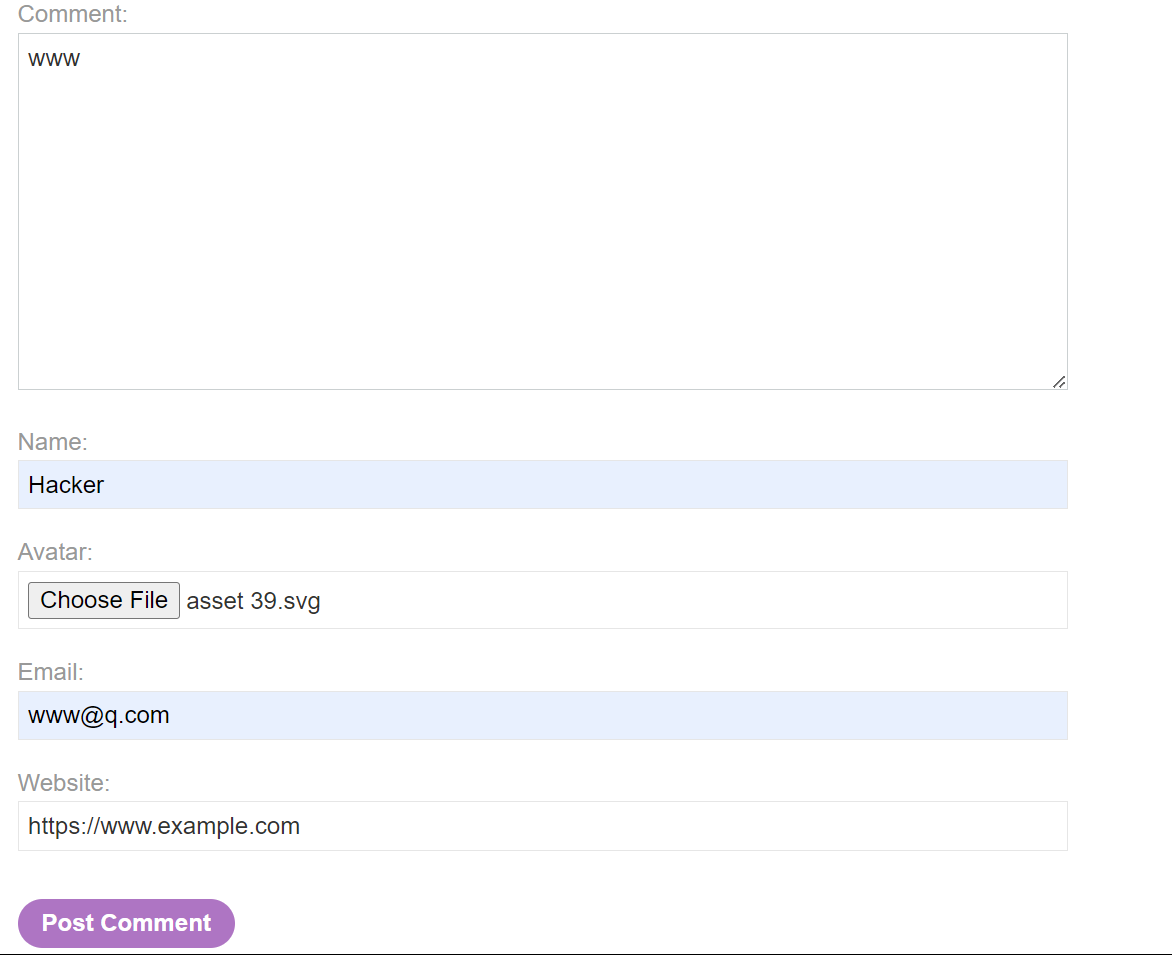 Comment:
www
Name:
Hacker
Avatar:
Choose File asset 39.svg
Email:
www@q.com
Website:
https://www.example.com
Post Comment